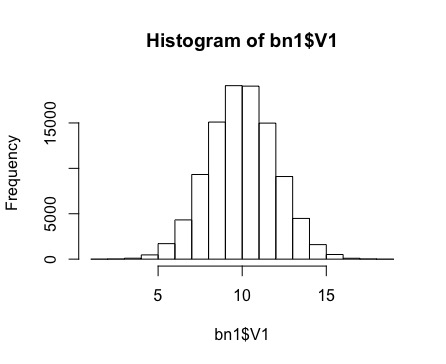 Histogram of bn1$V1
Frequency
15000
5000
0
5 10 15
bn1$V1